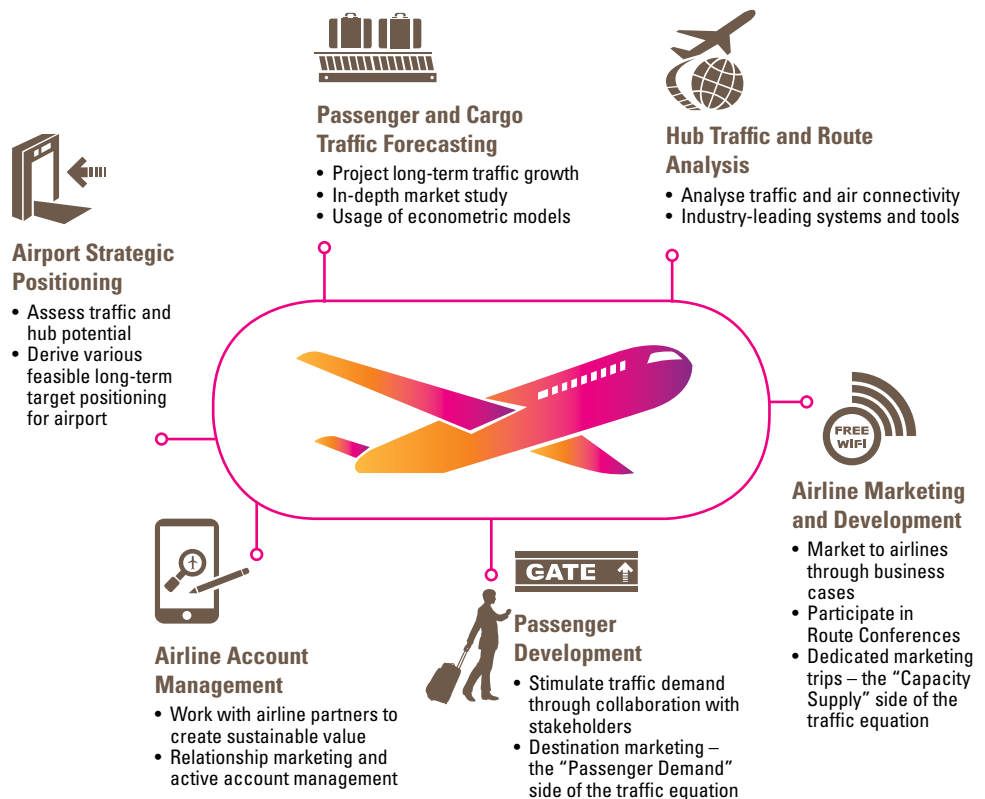 Passenger and Cargo
Traffic Forecasting
• Project long-term traffic growth
• In-depth market study
• Usage of econometric models
Hub Traffic and Route
Analysis
• Analyse traffic and air connectivity
• Industry-leading systems and tools
Airport Strategic
Positioning
• Assess traffic and
hub potential
• Derive various
feasible long-term
target positioning
for airport
FREE
WIFI
Airline Marketing
and Development
• Market to airlines
through business
cases
• Participate in
Route Conferences
• Dedicated marketing
trips – the “Capacity
Supply” side of the
traffic equation
GATE
Passenger
Development
• Stimulate traffic demand
through collaboration with
stakeholders
• Destination marketing –
the “Passenger Demand”
side of the traffic equation
Airline Account
Management
• Work with airline partners to
create sustainable value
• Relationship marketing and
active account management